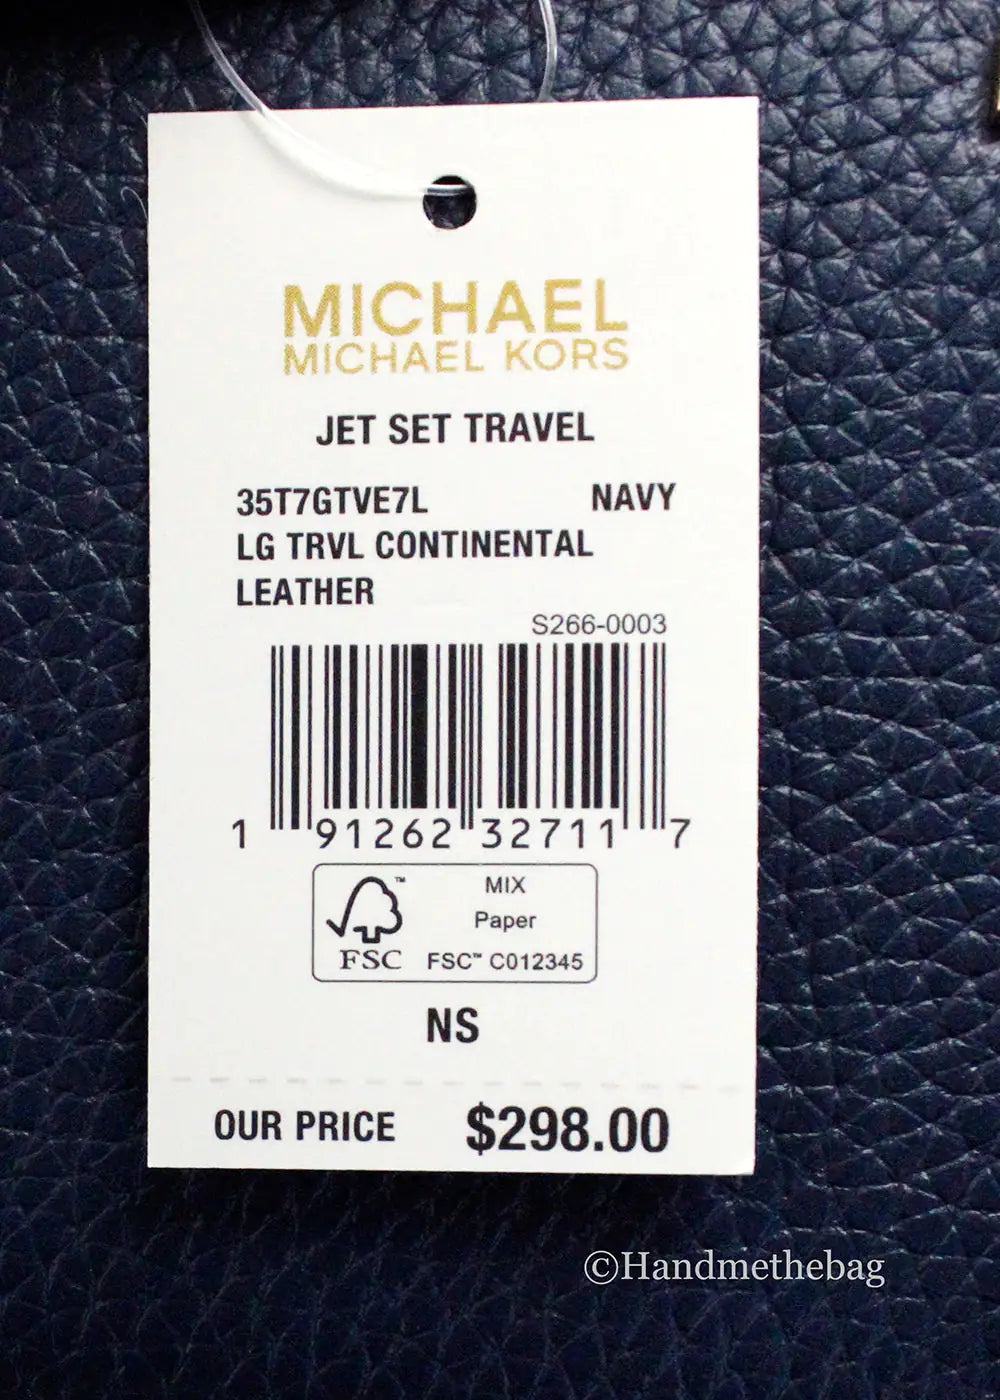 MICHAEL
MICHAEL KORS
JET SET TRAVEL
35T7GTVE7L NAVY
LG TRVL CONTINENTAL
LEATHER
S266-0003
1 91262 32711 7
MIX
Paper
FSC™ C012345
FSC
NS
OUR PRICE $298.00
©Handmethebag